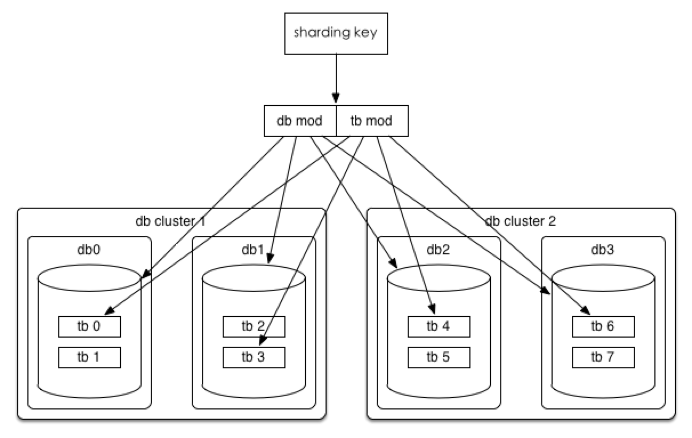 sharding key
db mod tb mod
db cluster 1
db cluster 2
db0
db1
db2
db3
tb 0
tb 2
tb 4
tb 6
tb 1
tb 3
tb 5
tb 7